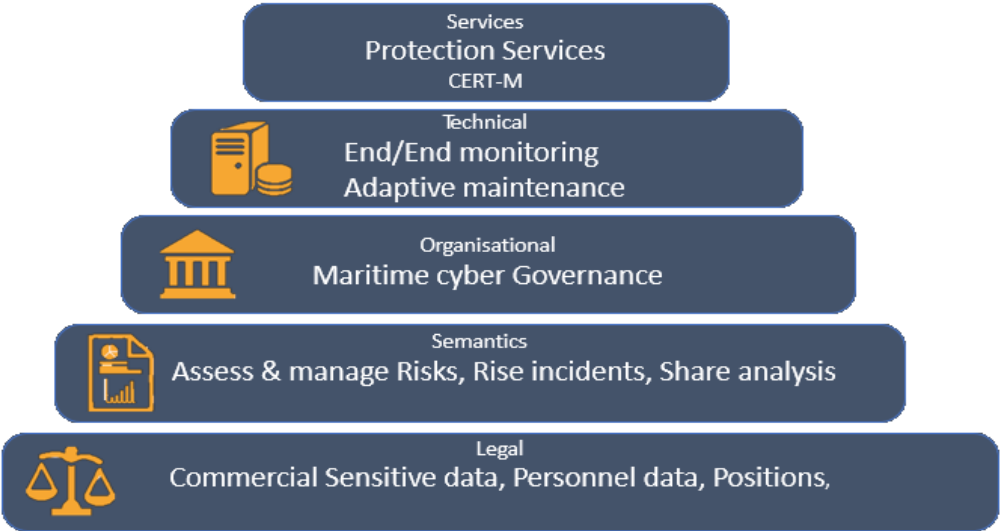 Services
Protection Services
CERT-M
Technical
End/End monitoring
Adaptive maintenance
Organisational
Maritime cyber Governance
Semantics
Assess & manage Risks, Rise incidents, Share analysis
Legal
Commercial Sensitive data, Personnel data, Positions,